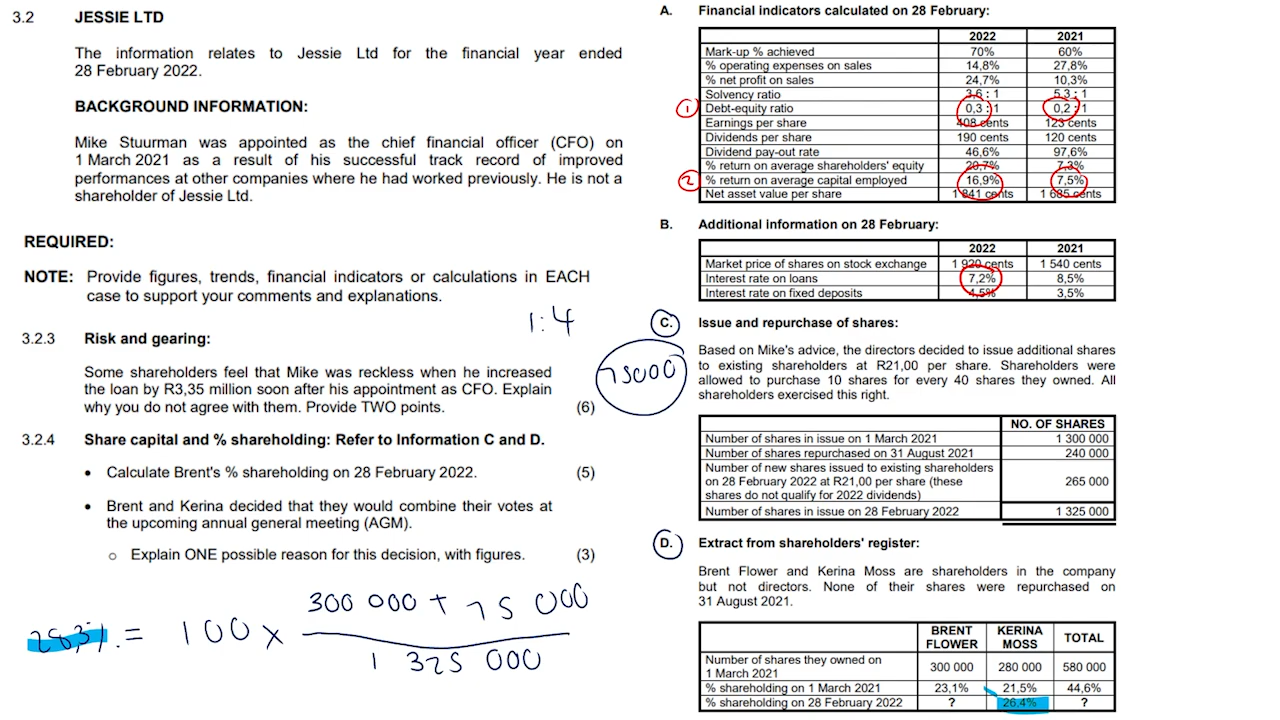 3.2 JESSIE LTD
The information relates to Jessie Ltd for the financial year ended
28 February 2022.
BACKGROUND INFORMATION:
Mike Stuurman was appointed as the chief financial officer (CFO) on
1 March 2021 as a result of his successful track record of improved
performances at other companies where he had worked previously. He is not a
shareholder of Jessie Ltd.
REQUIRED:
NOTE: Provide figures, trends, financial indicators or calculations in EACH
case to support your comments and explanations.
1:4
3.2.3 Risk and gearing:
Some shareholders feel that Mike was reckless when he increased
the loan by R3,35 million soon after his appointment as CFO. Explain
why you do not agree with them. Provide TWO points. (6)
75000
3.2.4 Share capital and % shareholding: Refer to Information C and D.
• Calculate Brent's % shareholding on 28 February 2022. (5)
• Brent and Kerina decided that they would combine their votes at
the upcoming annual general meeting (AGM).
o Explain ONE possible reason for this decision, with figures. (3)
300 000 + 75 000
28,3% = 100 ×
1 325 000
A. Financial indicators calculated on 28 February:
2022 2021
Mark-up % achieved 70% 60%
% operating expenses on sales 14,8% 27,8%
% net profit on sales 24,7% 10,3%
Solvency ratio 3,6 : 1 5,3 : 1
1 Debt-equity ratio 0,3 : 1 0,2 : 1
Earnings per share 408 cents 123 cents
Dividends per share 190 cents 120 cents
Dividend pay-out rate 46,6% 97,6%
% return on average shareholders' equity 20,7% 7,3%
2 % return on average capital employed 16,9% 7,5%
Net asset value per share 1 841 cents 1 685 cents
B. Additional information on 28 February:
2022 2021
Market price of shares on stock exchange 1 920 cents 1 540 cents
Interest rate on loans 7,2% 8,5%
Interest rate on fixed deposits 4,5% 3,5%
C. Issue and repurchase of shares:
Based on Mike's advice, the directors decided to issue additional shares
to existing shareholders at R21,00 per share. Shareholders were
allowed to purchase 10 shares for every 40 shares they owned. All
shareholders exercised this right.
NO. OF SHARES
Number of shares in issue on 1 March 2021 1 300 000
Number of shares repurchased on 31 August 2021 240 000
Number of new shares issued to existing shareholders
on 28 February 2022 at R21,00 per share (these 265 000
shares do not qualify for 2022 dividends)
Number of shares in issue on 28 February 2022 1 325 000
D. Extract from shareholders' register:
Brent Flower and Kerina Moss are shareholders in the company
but not directors. None of their shares were repurchased on
31 August 2021.
BRENT FLOWER KERINA MOSS TOTAL
Number of shares they owned on
1 March 2021 300 000 280 000 580 000
% shareholding on 1 March 2021 23,1% 21,5% 44,6%
% shareholding on 28 February 2022 ? 26,4% ?